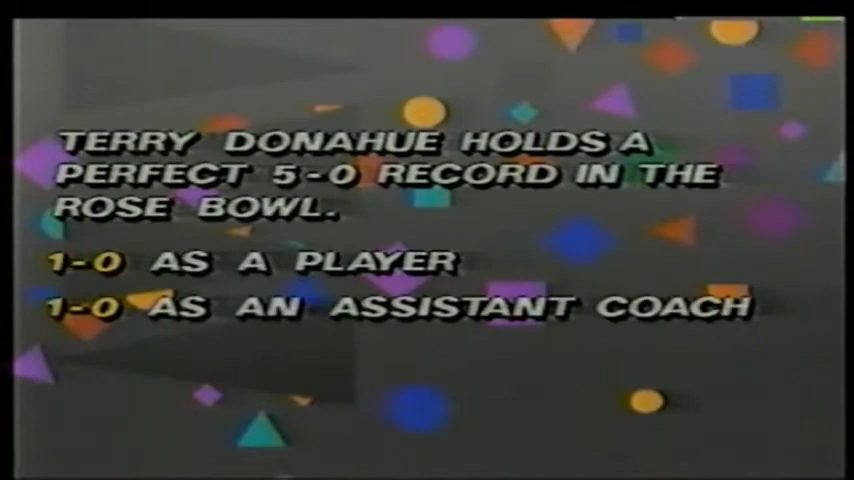 TERRY DONAHUE HOLDS A
PERFECT 5-0 RECORD IN THE
ROSE BOWL.
1-0 AS A PLAYER
1-0 AS AN ASSISTANT COACH